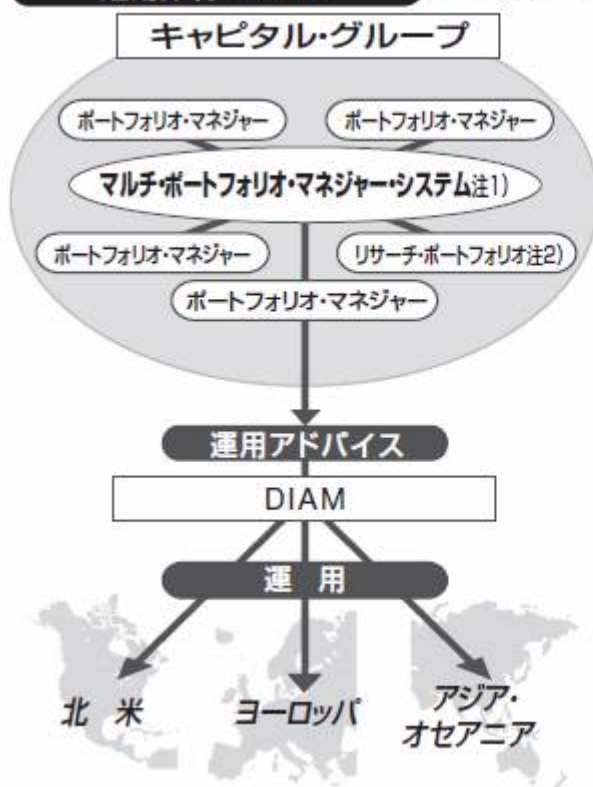 キャピタル・グループ
ポートフォリオ・マネジャー
ポートフォリオ・マネジャー
マルチ・ポートフォリオ・マネジャー・システム注1)
ポートフォリオ・マネジャー
リサーチ・ポートフォリオ注2)
ポートフォリオ・マネジャー
運用アドバイス
DIAM
運 用
北 米
ヨーロッパ
アジア・
オセアニア